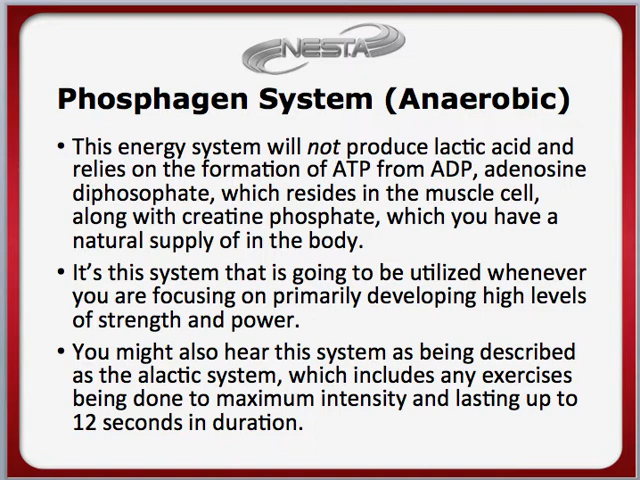 NESTA
Phosphagen System (Anaerobic)
• This energy system will not produce lactic acid and
relies on the formation of ATP from ADP, adenosine
diphosophate, which resides in the muscle cell,
along with creatine phosphate, which you have a
natural supply of in the body.
• It’s this system that is going to be utilized whenever
you are focusing on primarily developing high levels
of strength and power.
• You might also hear this system as being described
as the alactic system, which includes any exercises
being done to maximum intensity and lasting up to
12 seconds in duration.